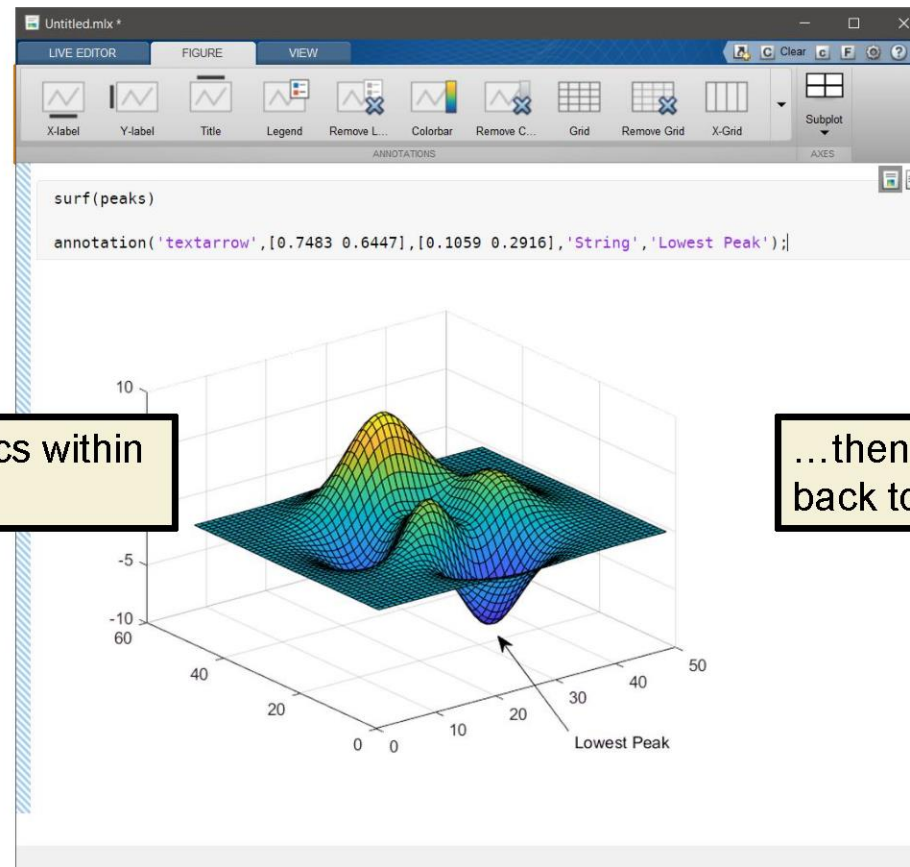 Untitled.mlx *
LIVE EDITOR FIGURE VIEW
C Clear c F ?
X-label Y-label Title Legend Remove L... Colorbar Remove C... Grid Remove Grid X-Grid Subplot
ANNOTATIONS AXES
surf(peaks)
annotation('textarrow',[0.7483 0.6447],[0.1059 0.2916],'String','Lowest Peak');
cs within
...then
back to
10
-5
-10
60
40
20
0
0
10
20
30
40
50
Lowest Peak